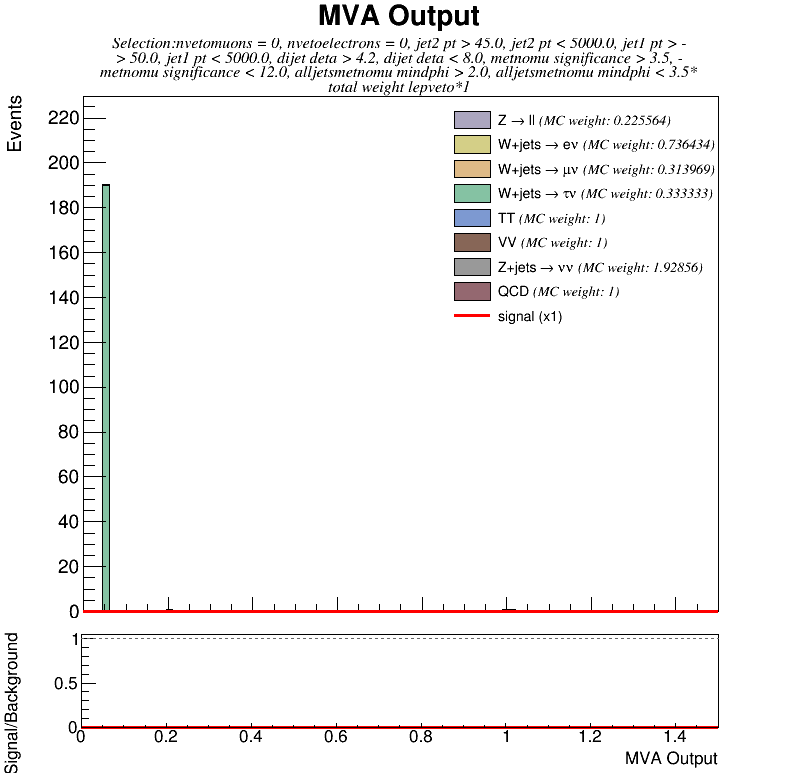 MVA Output
Selection:nvetomuons = 0, nvetoelectrons = 0, jet2 pt > 45.0, jet2 pt < 5000.0, jet1 pt > -
> 50.0, jet1 pt < 5000.0, dijet deta > 4.2, dijet deta < 8.0, metnomu significance > 3.5, -
metnomu significance < 12.0, alljetsmetnomu mindphi > 2.0, alljetsmetnomu mindphi < 3.5*
total weight lepveto*1
Events
220
200
180
160
140
120
100
80
60
40
20
0
Z → ll (MC weight: 0.225564)
W+jets → eν (MC weight: 0.736434)
W+jets → μν (MC weight: 0.313969)
W+jets → τν (MC weight: 0.333333)
TT (MC weight: 1)
VV (MC weight: 1)
Z+jets → νν (MC weight: 1.92856)
QCD (MC weight: 1)
signal (x1)
Signal/Background
1
0.5
0
0 0.2 0.4 0.6 0.8 1 1.2 1.4
MVA Output